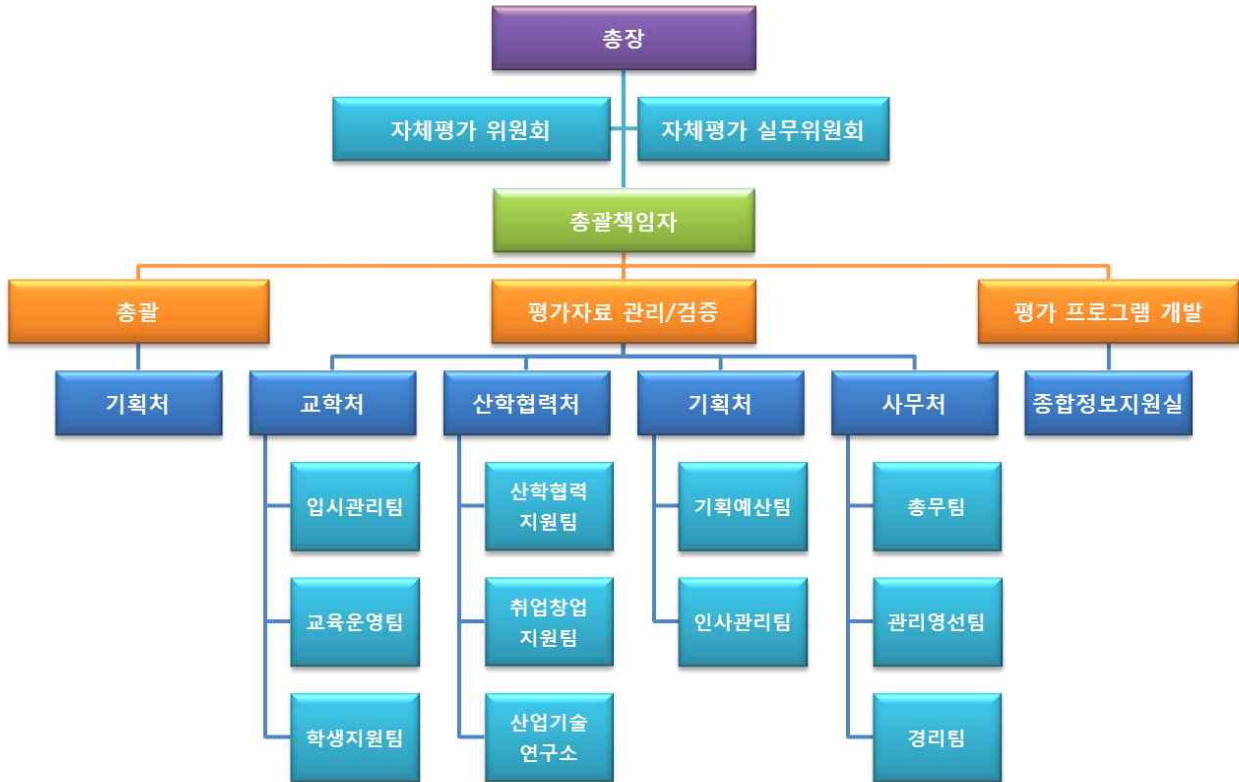 총장
자체평가 위원회
자체평가 실무위원회
총괄책임자
총괄
평가자료 관리/검증
평가 프로그램 개발
기획처
교학처
산학협력처
기획처
사무처
종합정보지원실
입시관리팀
산학협력
지원팀
기획예산팀
총무팀
교육운영팀
취업창업
지원팀
인사관리팀
관리영선팀
학생지원팀
산업기술
연구소
경리팀